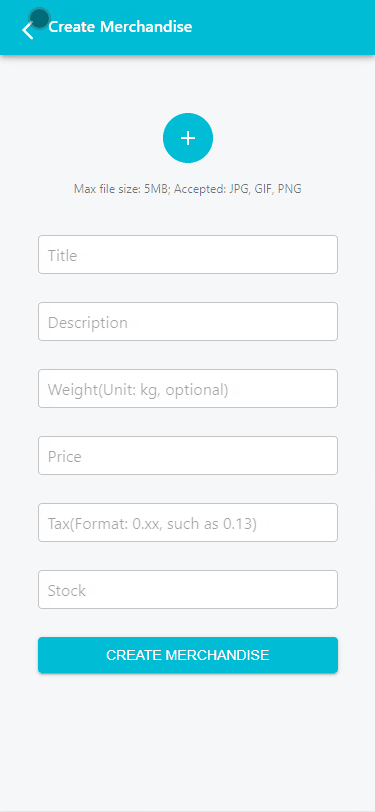 Create Merchandise
Max file size: 5MB; Accepted: JPG, GIF, PNG
Title
Description
Weight(Unit: kg, optional)
Price
Tax(Format: 0.xx, such as 0.13)
Stock
CREATE MERCHANDISE